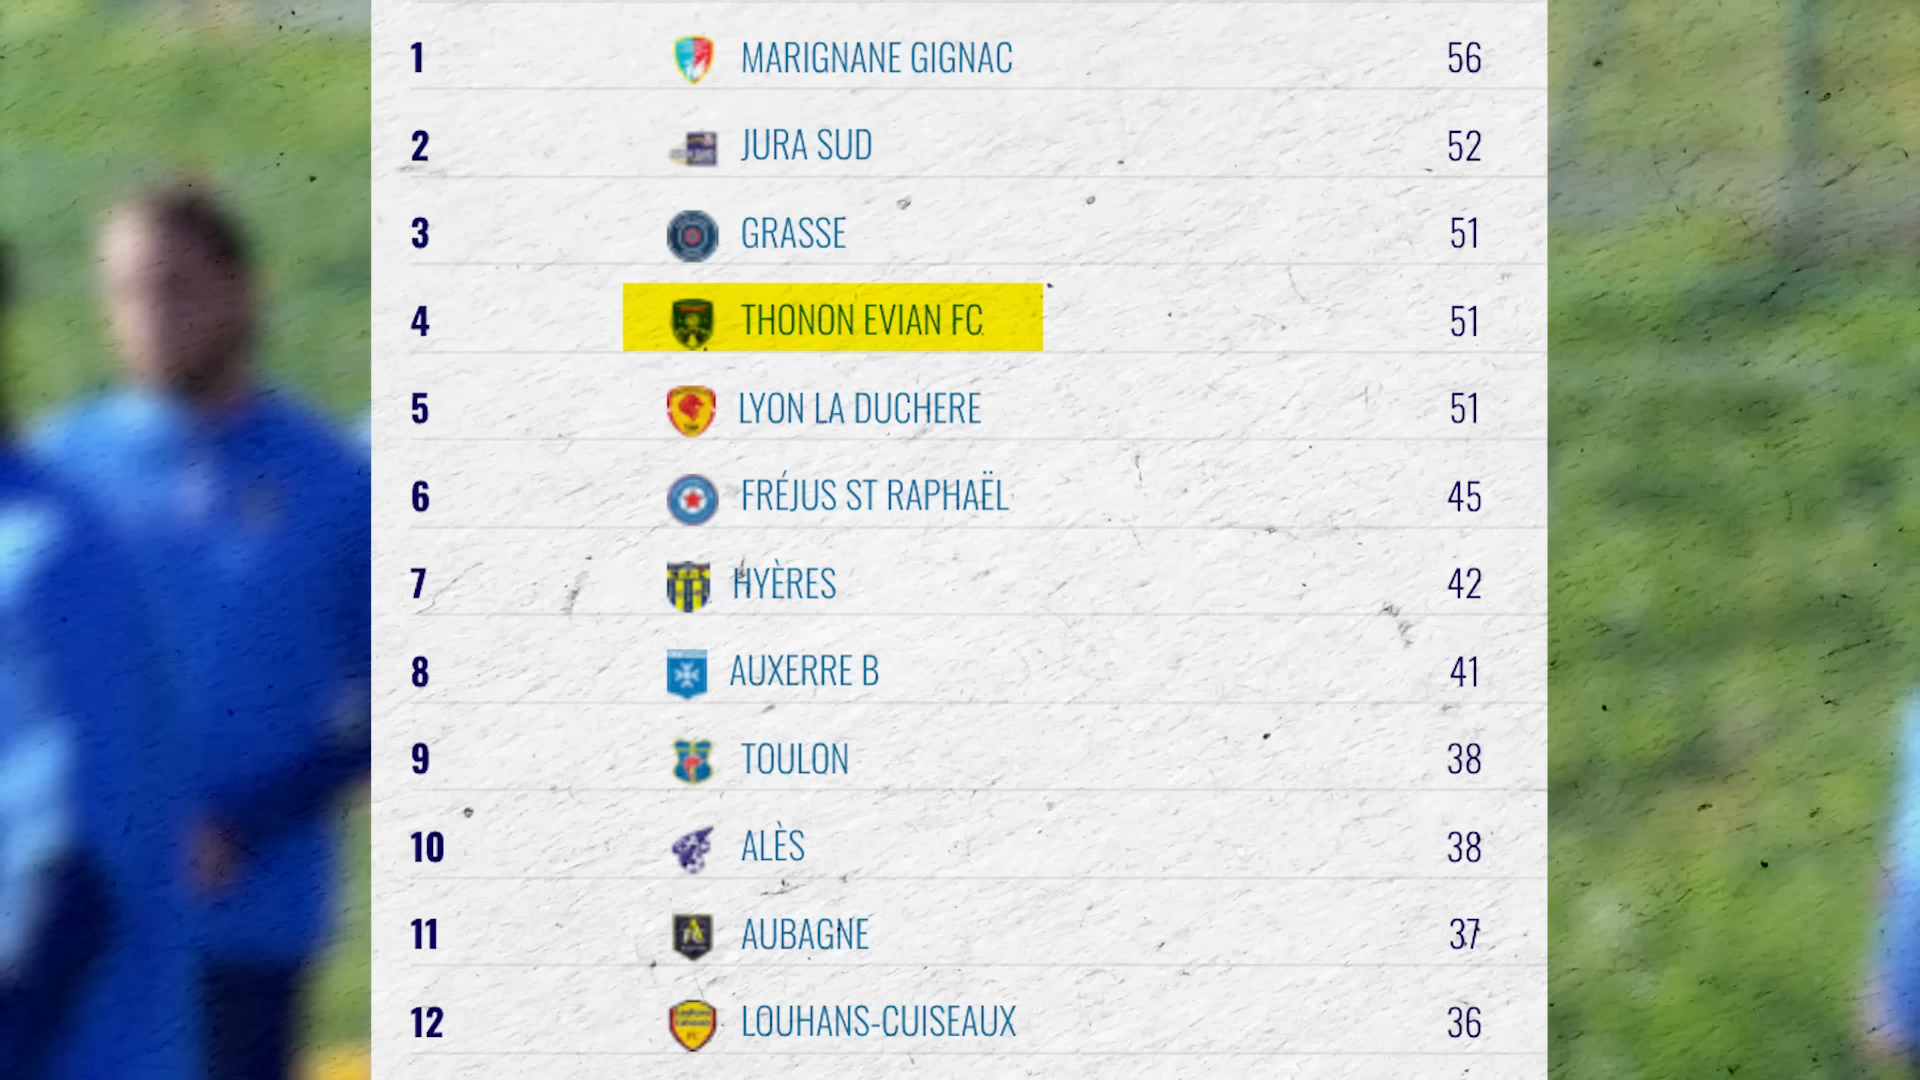 1 MARIGNANE GIGNAC 56
2 JURA SUD 52
3 GRASSE 51
4 THONON EVIAN FC 51
5 LYON LA DUCHERE 51
6 FRÉJUS ST RAPHAËL 45
7 HYÈRES 42
8 AUXERRE B 41
9 TOULON 38
10 ALÈS 38
11 AUBAGNE 37
12 LOUHANS-CUISEAUX 36